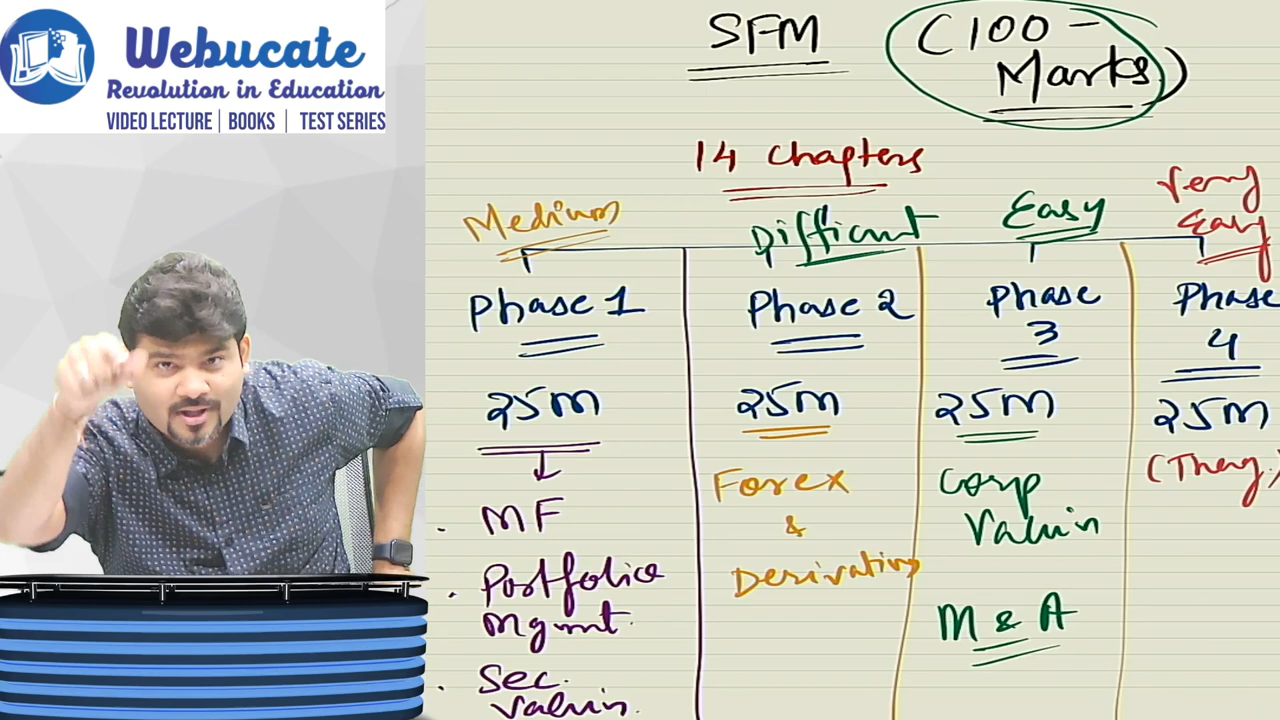 Webucate
Revolution in Education
VIDEO LECTURE | BOOKS | TEST SERIES
SFM (100 -
Marks)
14 Chapters
Medium
Difficult
Easy
Very
Easy
Phase 1
Phase 2
Phase
3
Phase
4
25M
25M
25M
25M
MF
Forex
&
Derivatives
Corp
Valuin
(Theory)
· Portfolio
Mgmt.
M & A
· Sec.
Valuin.